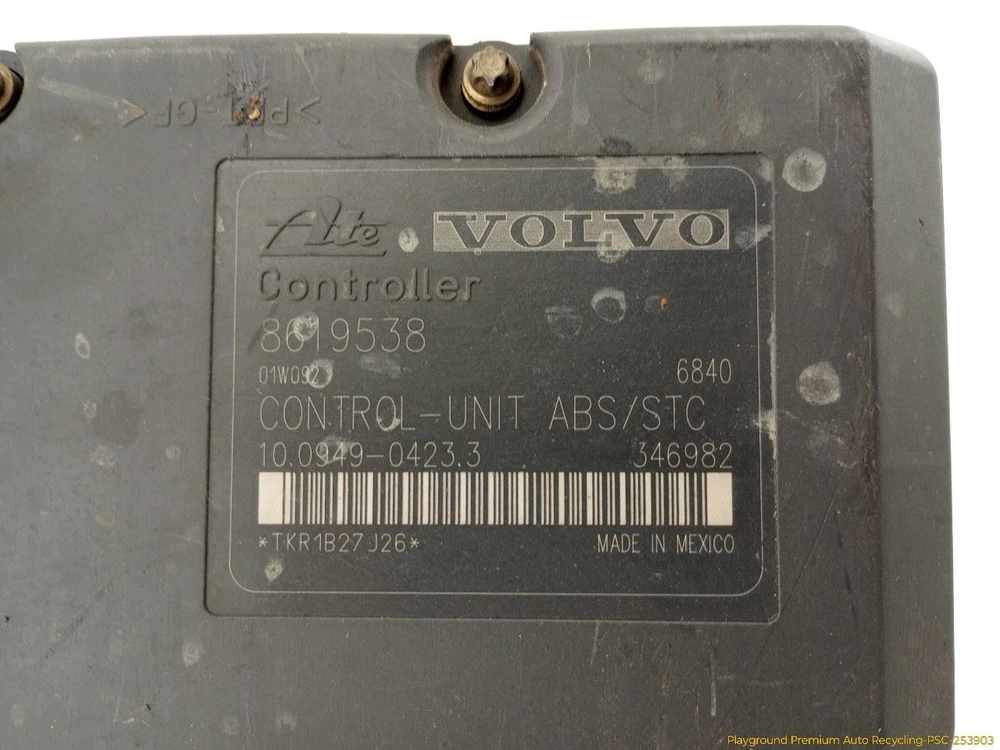 >PBT-GF<
Ate VOLVO
Controller
8619538
01W092 6840
CONTROL-UNIT ABS/STC
10.0949-0423.3 346982
*TKR1B27J26* MADE IN MEXICO
Playground Premium Auto Recycling-PSC-253903